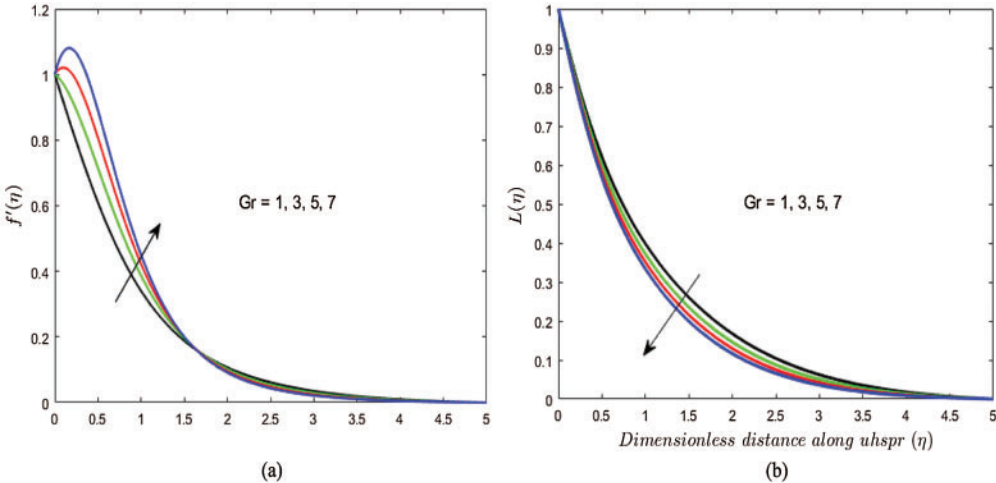 1.2
1
0.8
0.6
0.4
0.2
0
f′(η)
Gr = 1, 3, 5, 7
0 0.5 1 1.5 2 2.5 3 3.5 4 4.5 5
(a)
1
0.9
0.8
0.7
0.6
0.5
0.4
0.3
0.2
0.1
0
L(η)
Gr = 1, 3, 5, 7
0 0.5 1 1.5 2 2.5 3 3.5 4 4.5 5
Dimensionless distance along uhspr (η)
(b)